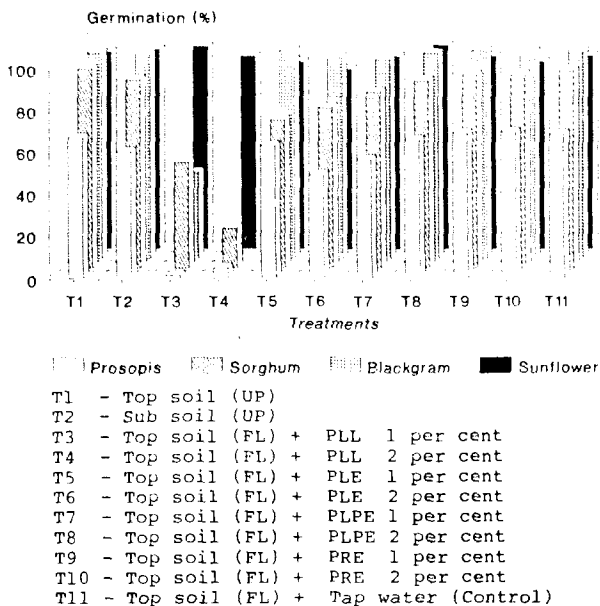 Germination (%)
100
80
60
40
20
0
T1 T2 T3 T4 T5 T6 T7 T8 T9 T10 T11
Treatments
Prosopis Sorghum Blackgram Sunflower
T1 - Top soil (UP)
T2 - Sub soil (UP)
T3 - Top soil (FL) + PLL 1 per cent
T4 - Top soil (FL) + PLL 2 per cent
T5 - Top soil (FL) + PLE 1 per cent
T6 - Top soil (FL) + PLE 2 per cent
T7 - Top soil (FL) + PLPE 1 per cent
T8 - Top soil (FL) + PLPE 2 per cent
T9 - Top soil (FL) + PRE 1 per cent
T10 - Top soil (FL) + PRE 2 per cent
T11 - Top soil (FL) + Tap water (Control)